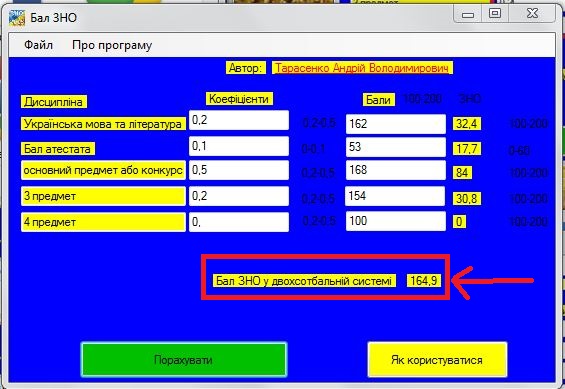 Бал ЗНО
Файл Про програму
Автор: Тарасенко Андрій Володимирович
Дисципліна Коефіцієнти Бали 100-200 ЗНО
Українська мова та література 0,2 0,2-0,5 162 32,4 100-200
Бал атестата 0,1 0-0,1 53 17,7 0-60
основний предмет або конкурс 0,5 0,2-0,5 168 84 100-200
3 предмет 0,2 0,2-0,5 154 30,8 100-200
4 предмет 0, 0,2-0,5 100 0 100-200
Бал ЗНО у двохсотбальній системі 164,9
Порахувати Як користуватися